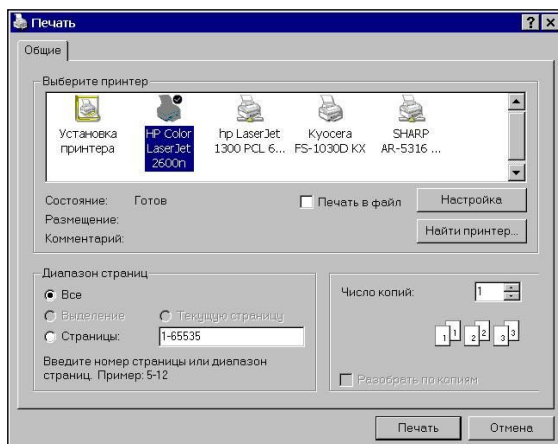 Печать
Общие
Выберите принтер
Установка принтера
HP Color LaserJet 2600n
hp LaserJet 1300 PCL 6...
Kyocera FS-1030D KX
SHARP AR-5316 ...
Состояние: Готов
Печать в файл
Настройка
Размещение:
Найти принтер...
Комментарий:
Диапазон страниц
Все
Выделение
Текущую страницу
Страницы: 1-65535
Введите номер страницы или диапазон
страниц. Пример: 5-12
Число копий: 1
1 1 2 2 3 3
Разобрать по копиям
Печать
Отмена